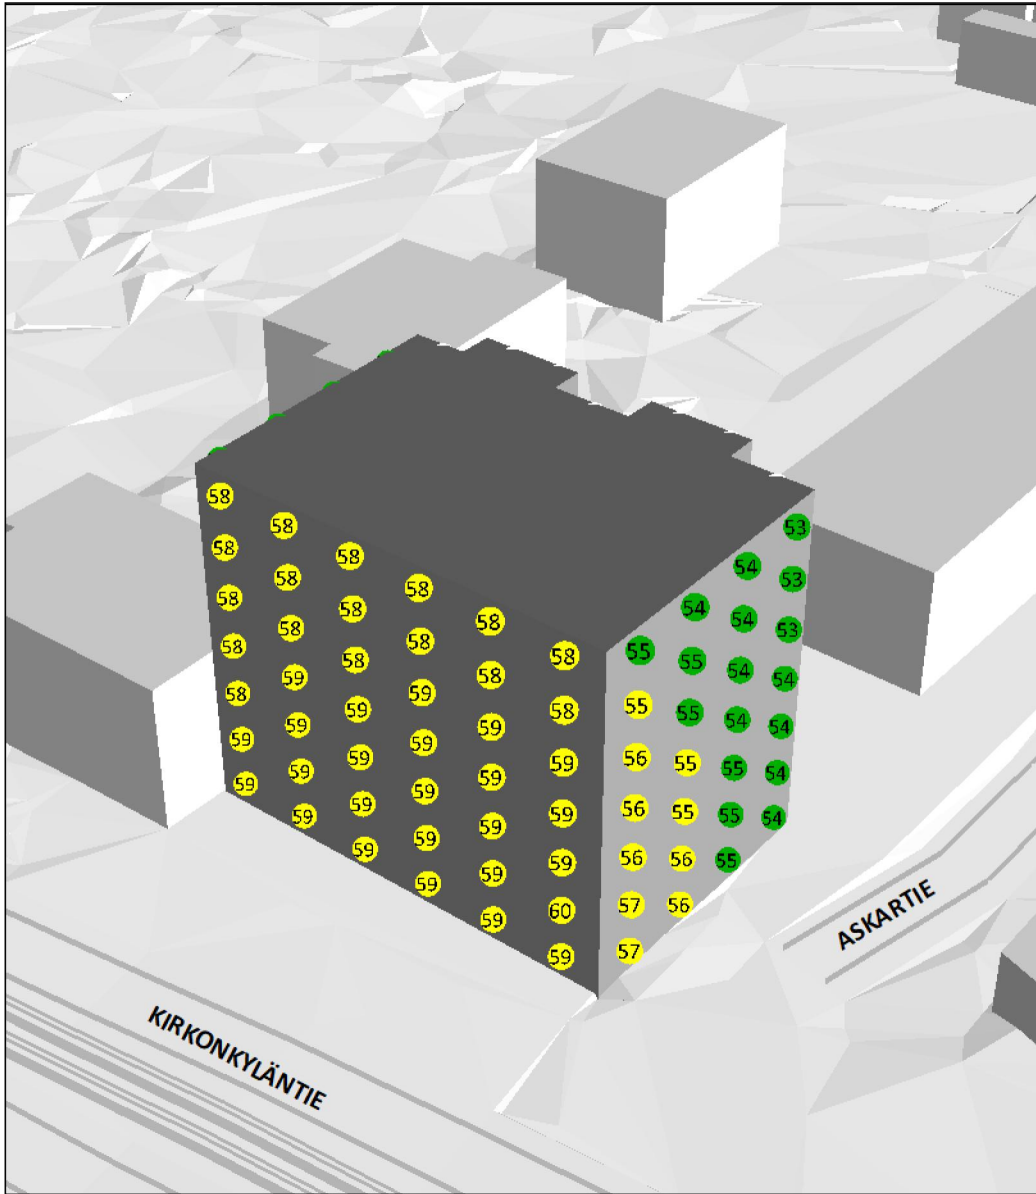 58 58 58 58 58 58 55 54 54 53
58 58 58 58 58 58 55 55 54 53
58 58 58 59 59 59 56 55 54 53
58 59 59 59 59 59 56 55 54 54
58 59 59 59 59 59 56 55 55 54
59 59 59 59 59 60 57 56 55 54
59 59 59 59 59 59 57 56 55 54
ASKARTIE
KIRKONKYLÄNTIE